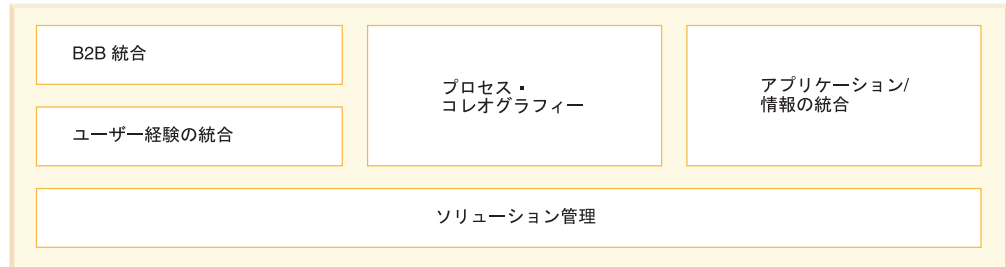 B2B 統合
ユーザー経験の統合
プロセス・
コレオグラフィー
アプリケーション/
情報の統合
ソリューション管理